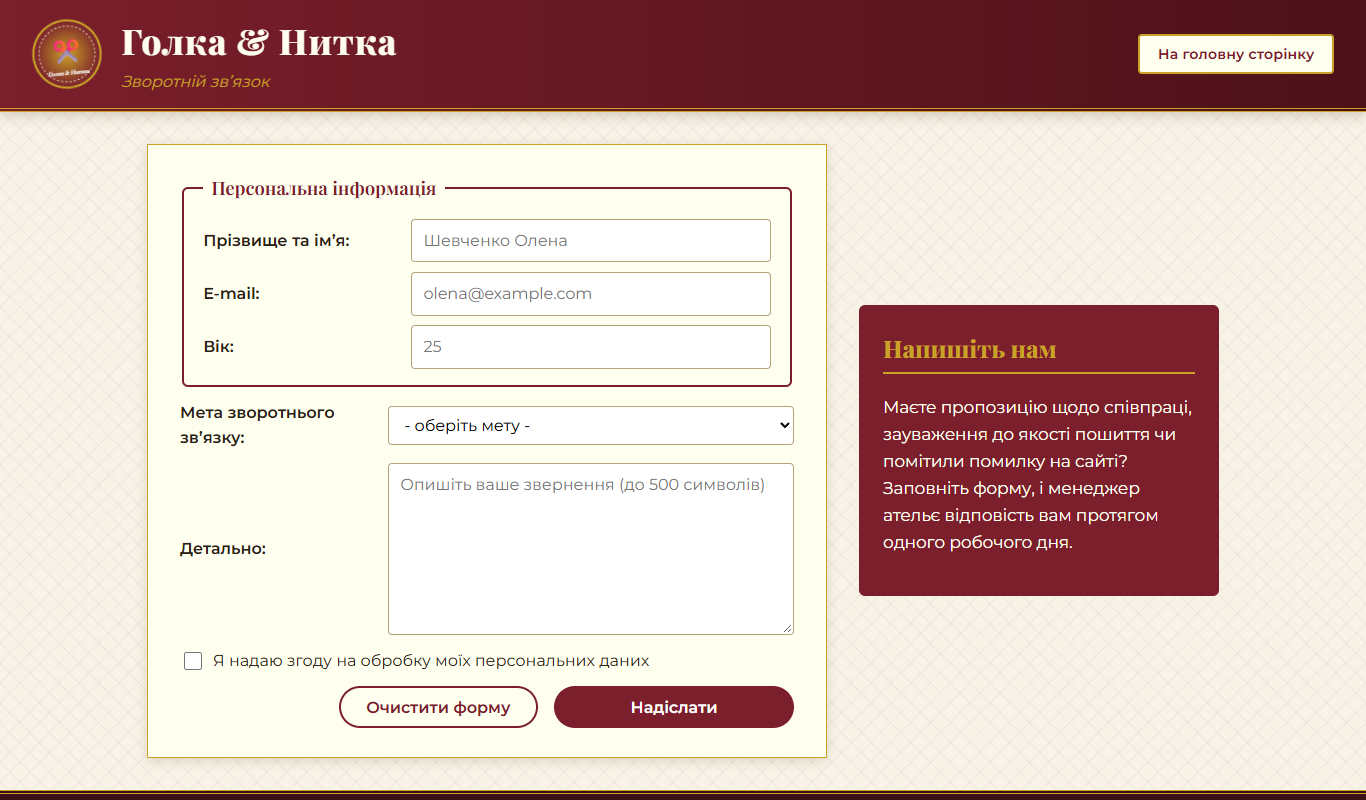 Голка & Нитка
Зворотній зв’язок
На головну сторінку
Персональна інформація
Прізвище та ім’я:
Шевченко Олена
E-mail:
olena@example.com
Вік:
25
Мета зворотнього
зв’язку:
- оберіть мету -
Детально:
Опишіть ваше звернення (до 500 символів)
Я надаю згоду на обробку моїх персональних даних
Очистити форму
Надіслати
Напишіть нам
Маєте пропозицію щодо співпраці,
зауваження до якості пошиття чи
помітили помилку на сайті?
Заповніть форму, і менеджер
ательє відповість вам протягом
одного робочого дня.